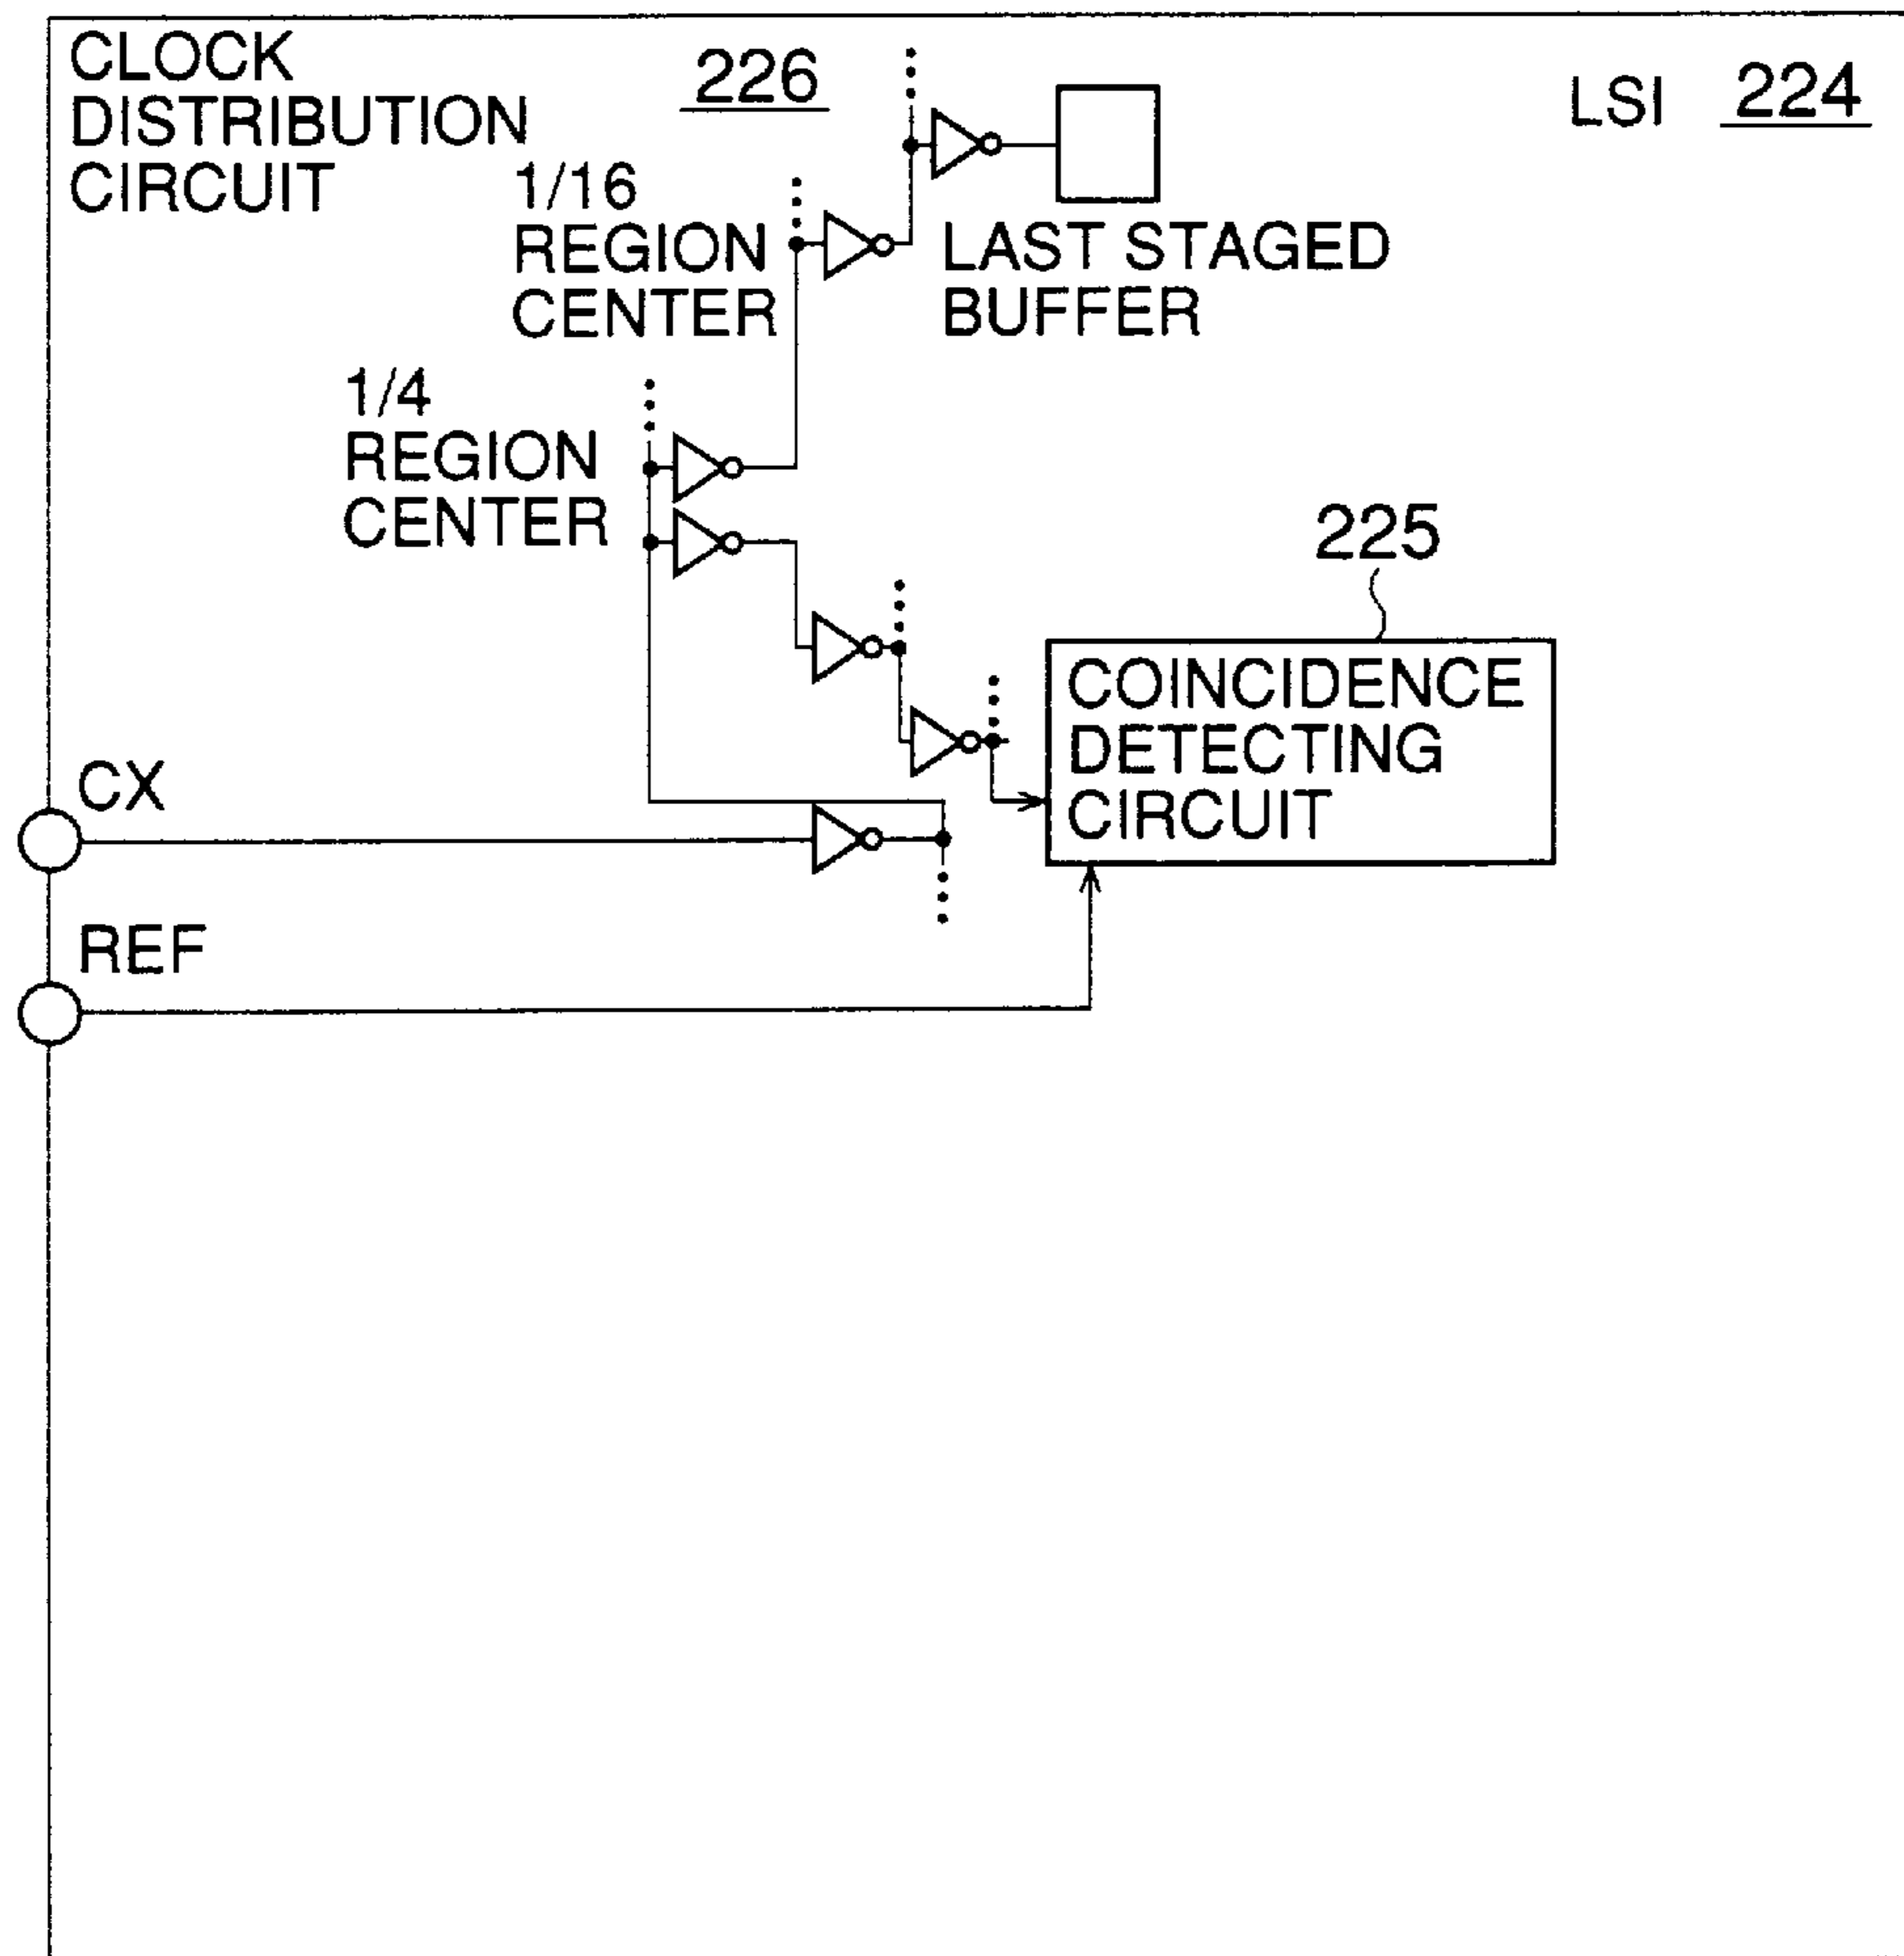 CLOCK
DISTRIBUTION
CIRCUIT
226
LSI 224
1/16
REGION
CENTER
LAST STAGED
BUFFER
1/4
REGION
CENTER
225
COINCIDENCE
DETECTING
CIRCUIT
CX
REF